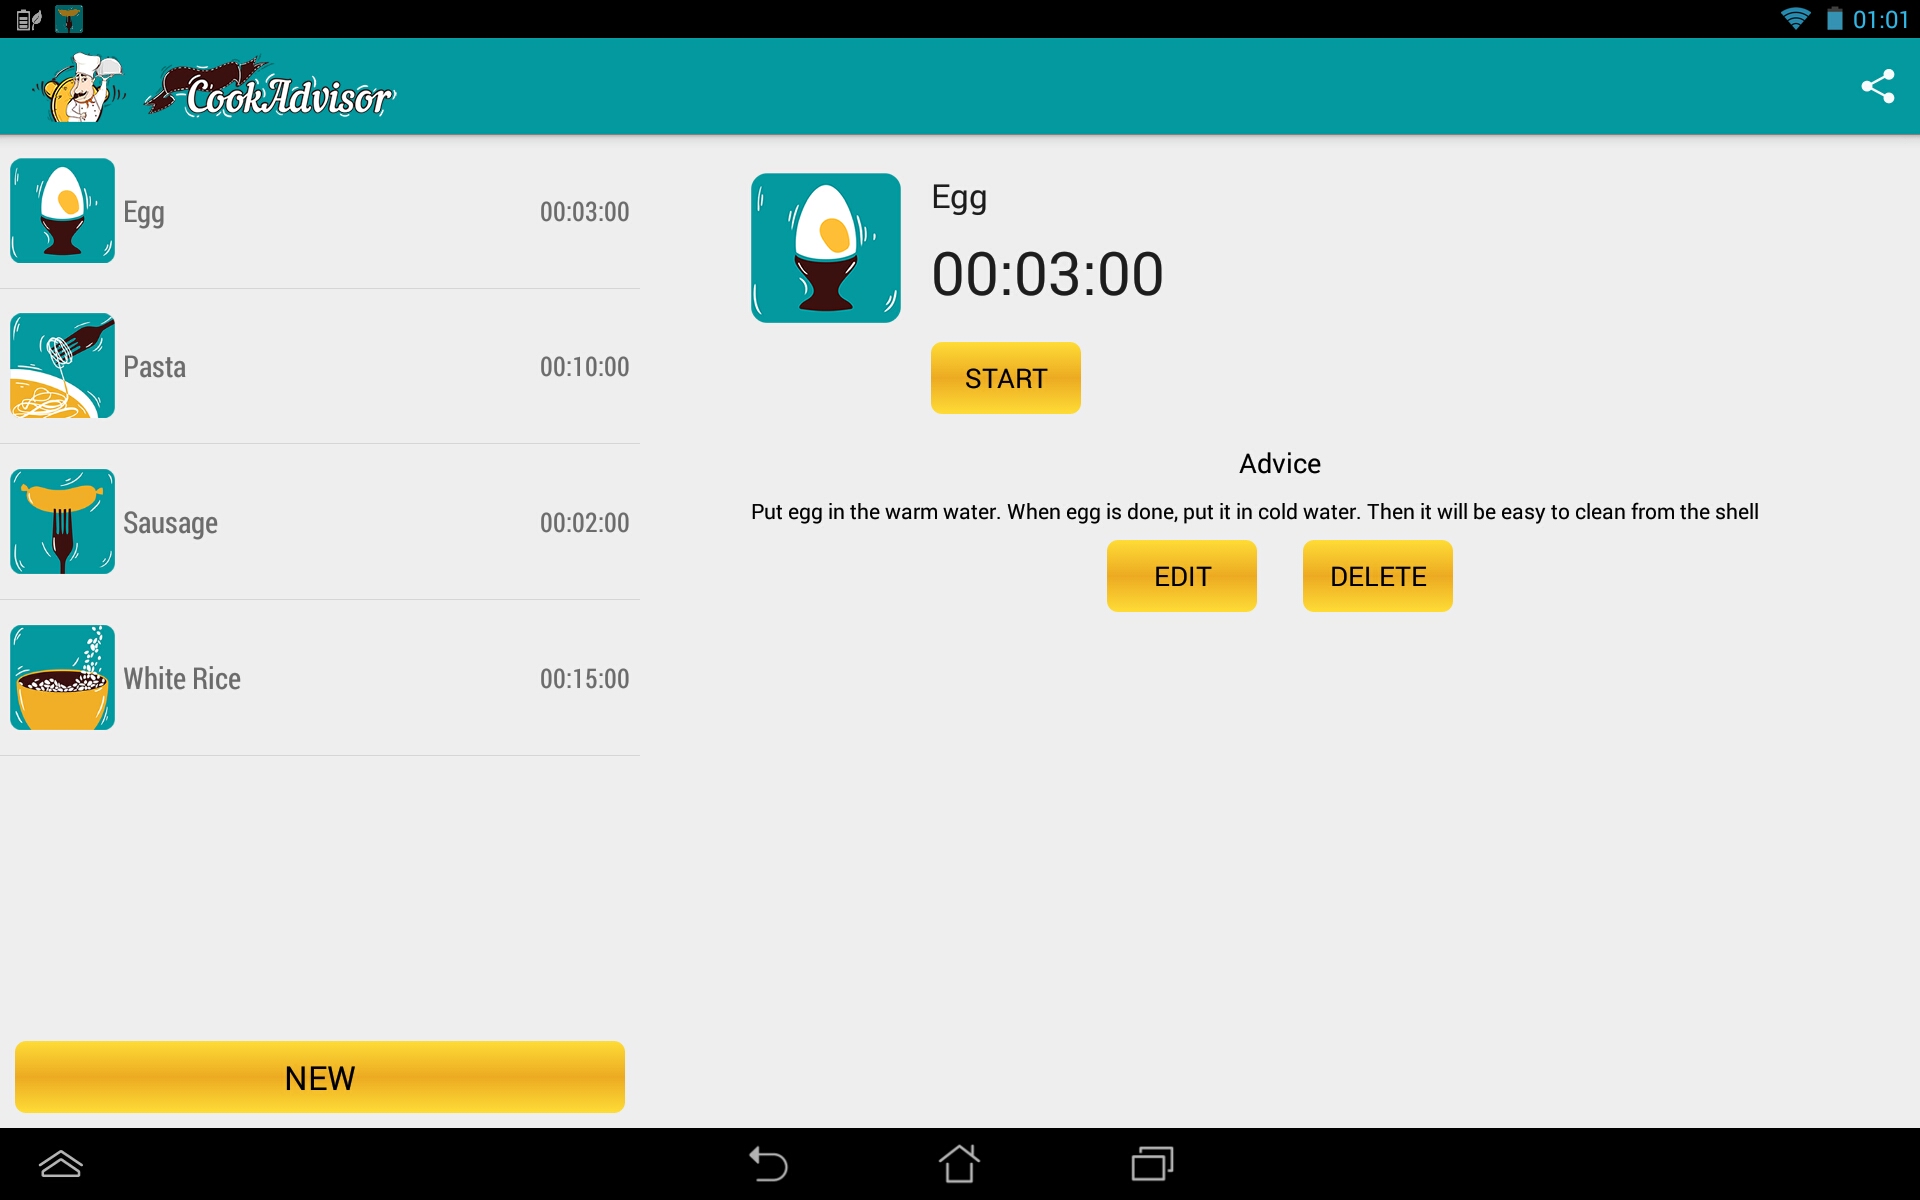 01:01
CookAdvisor
Egg
00:03:00
Pasta
00:10:00
Sausage
00:02:00
White Rice
00:15:00
NEW
Egg
00:03:00
START
Advice
Put egg in the warm water. When egg is done, put it in cold water. Then it will be easy to clean from the shell
EDIT
DELETE